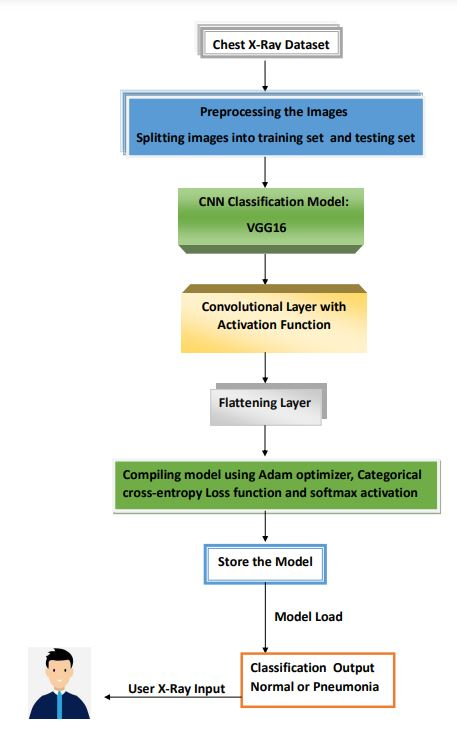 Chest X-Ray Dataset
Preprocessing the Images
Splitting images into training set and testing set
CNN Classification Model:
VGG16
Convolutional Layer with
Activation Function
Flattening Layer
Compiling model using Adam optimizer, Categorical
cross-entropy Loss function and softmax activation
Store the Model
Model Load
Classification Output
Normal or Pneumonia
User X-Ray Input